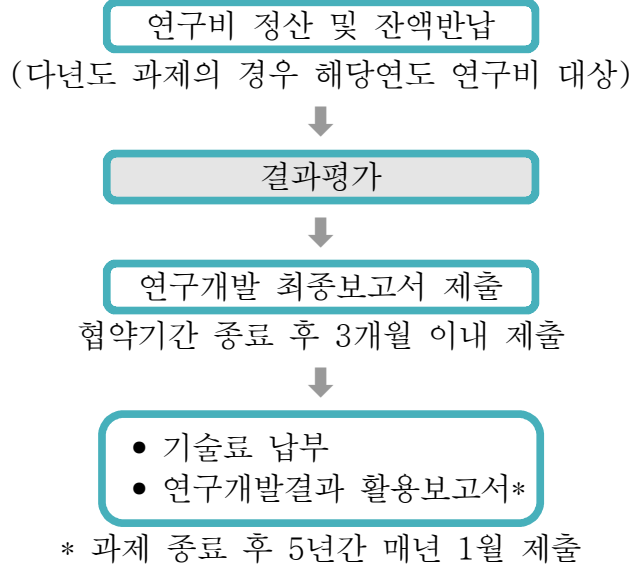 연구비 정산 및 잔액반납
(다년도 과제의 경우 해당연도 연구비 대상)
결과평가
연구개발 최종보고서 제출
협약기간 종료 후 3개월 이내 제출
• 기술료 납부
• 연구개발결과 활용보고서*
* 과제 종료 후 5년간 매년 1월 제출